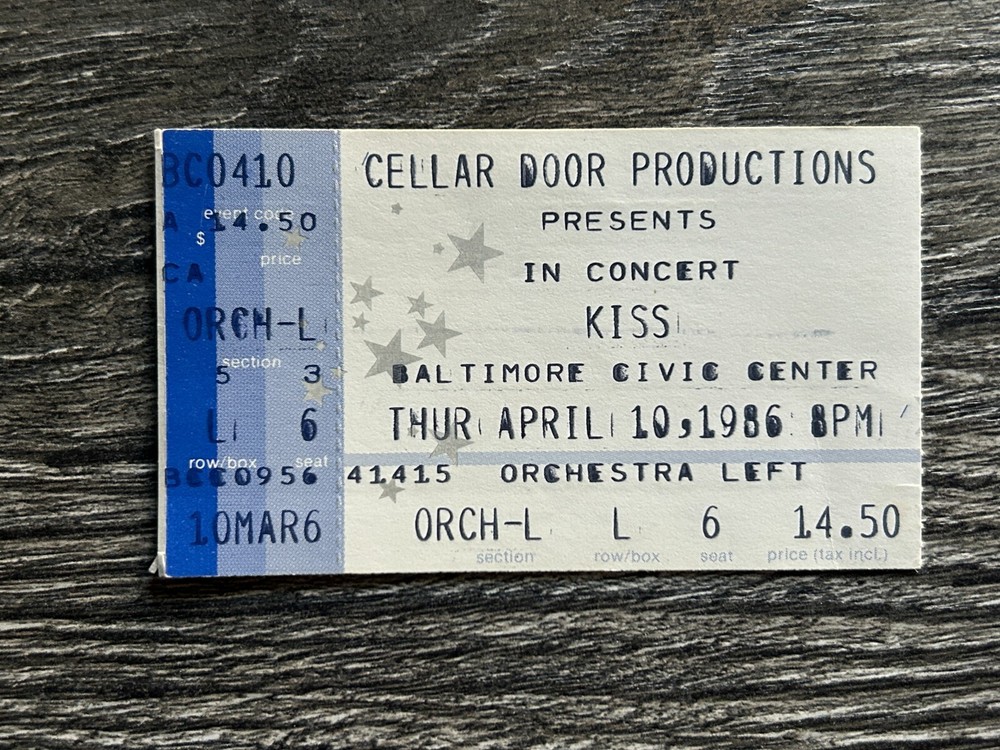 BC0410
event code
A 14.50
$
price
CA
ORCH-L
section
5 3
L 6
row/box seat
BCC0956
10MAR6
CELLAR DOOR PRODUCTIONS
PRESENTS
IN CONCERT
KISS
BALTIMORE CIVIC CENTER
THUR APRIL 10,1986 8PM
41415 ORCHESTRA LEFT
ORCH-L L 6 14.50
section row/box seat price (tax incl.)